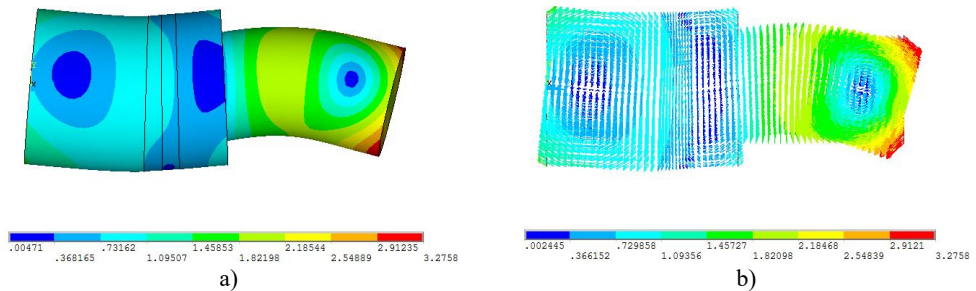 X
X
.00471 .73162 1.45853 2.18544 2.91235
.368165 1.09507 1.82198 2.54889 3.2758
.002445 .729858 1.45727 2.18468 2.9121
.366152 1.09356 1.82098 2.54839 3.2758
a) b)